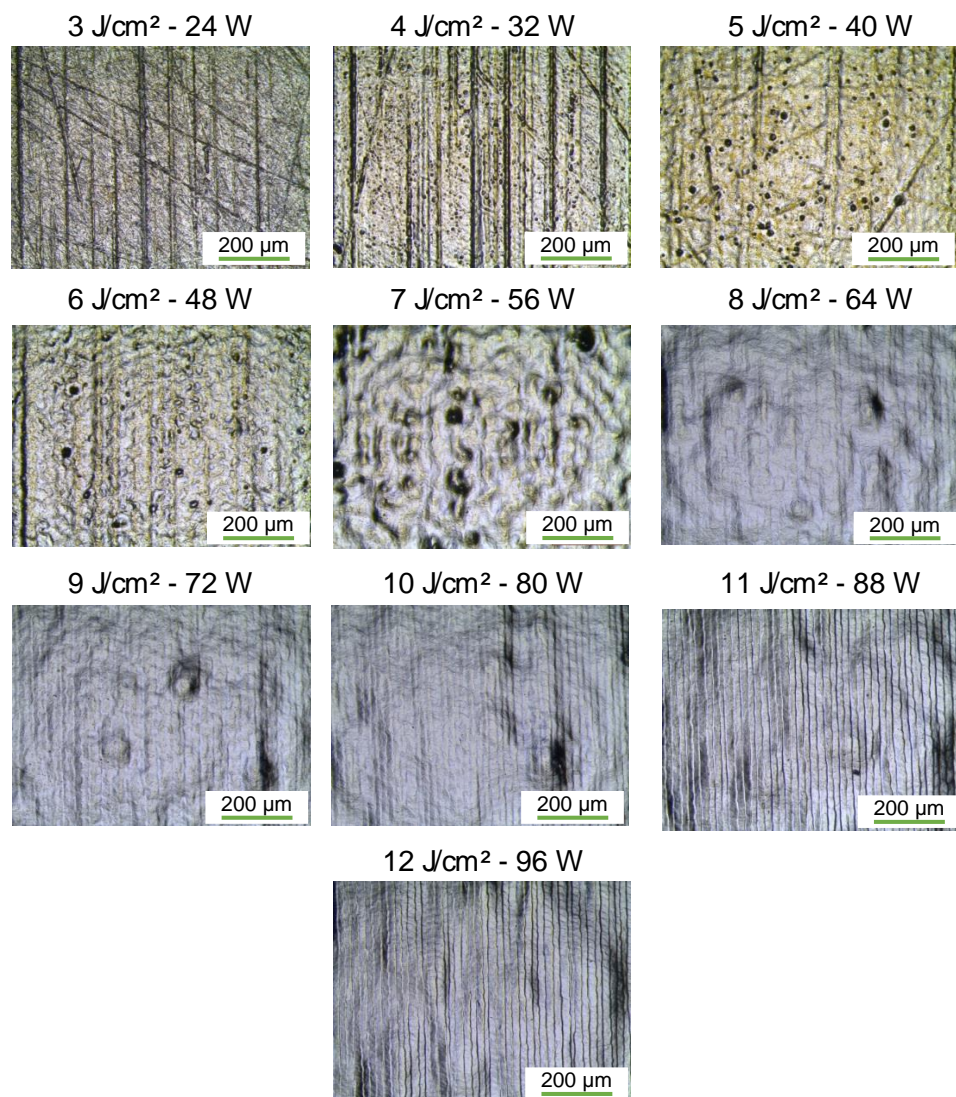 3 J/cm² - 24 W
4 J/cm² - 32 W
5 J/cm² - 40 W
200 µm
200 µm
200 µm
6 J/cm² - 48 W
7 J/cm² - 56 W
8 J/cm² - 64 W
200 µm
200 µm
200 µm
9 J/cm² - 72 W
10 J/cm² - 80 W
11 J/cm² - 88 W
200 µm
200 µm
200 µm
12 J/cm² - 96 W
200 µm